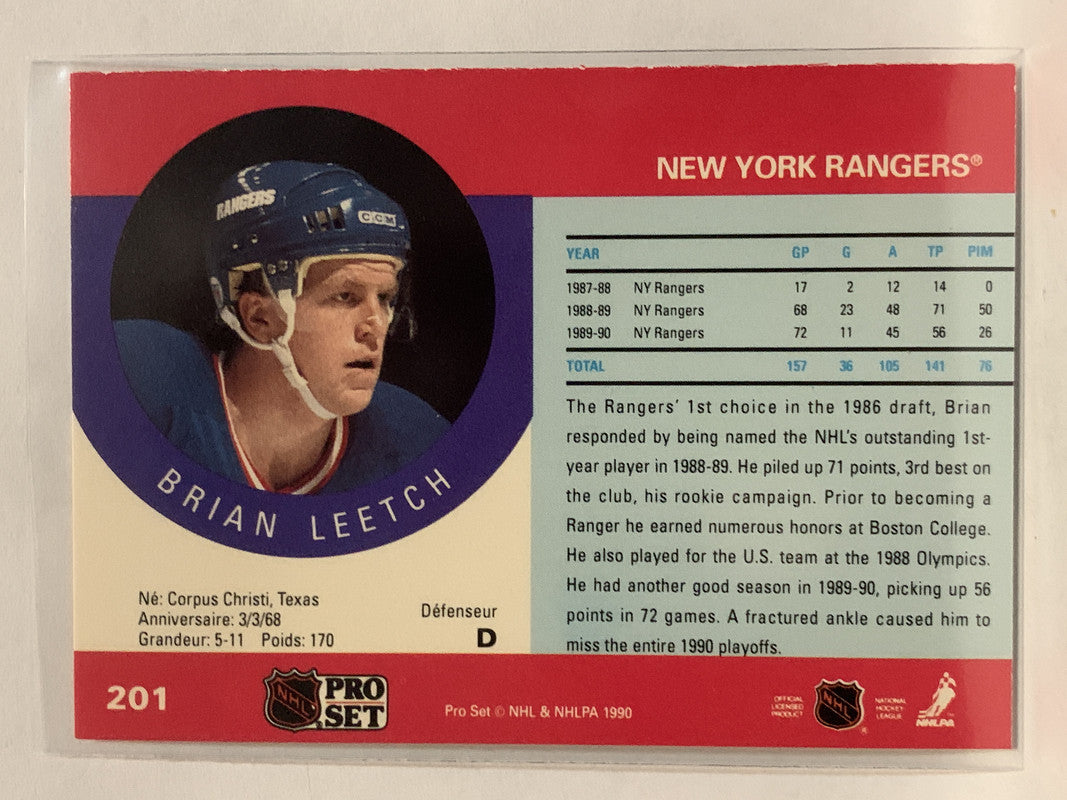 NEW YORK RANGERS®
RANGERS
CCM
YEAR GP G A TP PIM
1987-88 NY Rangers 17 2 12 14 0
1988-89 NY Rangers 68 23 48 71 50
1989-90 NY Rangers 72 11 45 56 26
TOTAL 157 36 105 141 76
The Rangers' 1st choice in the 1986 draft, Brian
responded by being named the NHL's outstanding 1st-
year player in 1988-89. He piled up 71 points, 3rd best on
the club, his rookie campaign. Prior to becoming a
Ranger he earned numerous honors at Boston College.
He also played for the U.S. team at the 1988 Olympics.
He had another good season in 1989-90, picking up 56
points in 72 games. A fractured ankle caused him to
miss the entire 1990 playoffs.
BRIAN LEETCH
Né: Corpus Christi, Texas
Anniversaire: 3/3/68
Grandeur: 5-11 Poids: 170
Défenseur
D
201
NHL
PRO
SET
Pro Set © NHL & NHLPA 1990
OFFICIAL
LICENSED
PRODUCT
NHL®
NATIONAL
HOCKEY
LEAGUE
NHLPA